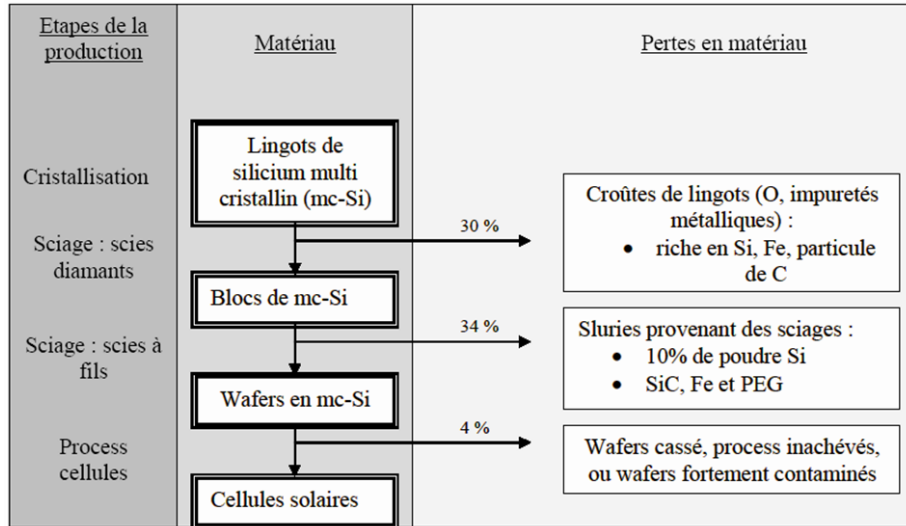 Etapes de la
production
Matériau
Pertes en matériau
Cristallisation
Lingots de
silicium multi
cristallin (mc-Si)
30 %
Croûtes de lingots (O, impuretés
métalliques) :
• riche en Si, Fe, particule
de C
Sciage : scies
diamants
Blocs de mc-Si
34 %
Sluries provenant des sciages :
• 10% de poudre Si
• SiC, Fe et PEG
Sciage : scies à
fils
Wafers en mc-Si
4 %
Wafers cassé, process inachévés,
ou wafers fortement contaminés
Process
cellules
Cellules solaires